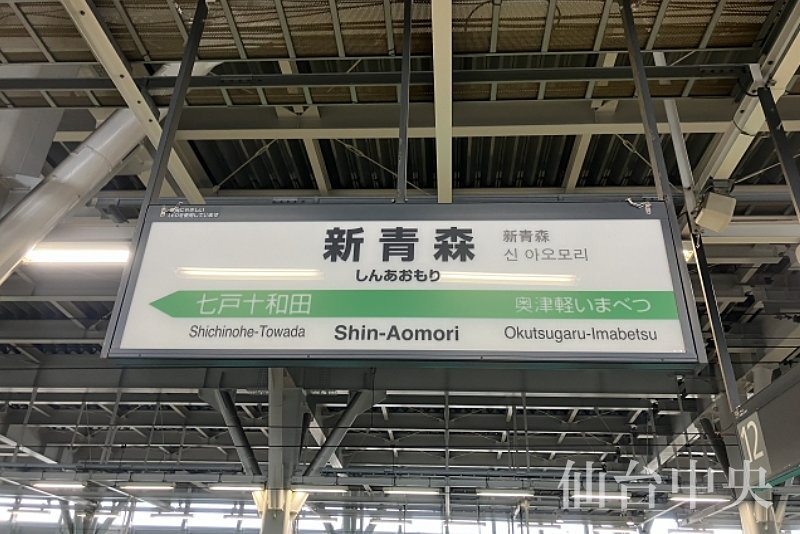 新青森
しんあおもり
新青森
신 아오모리
七戸十和田
奥津軽いまべつ
Shichinohe-Towada
Shin-Aomori
Okutsugaru-Imabetsu
12
仙台中央